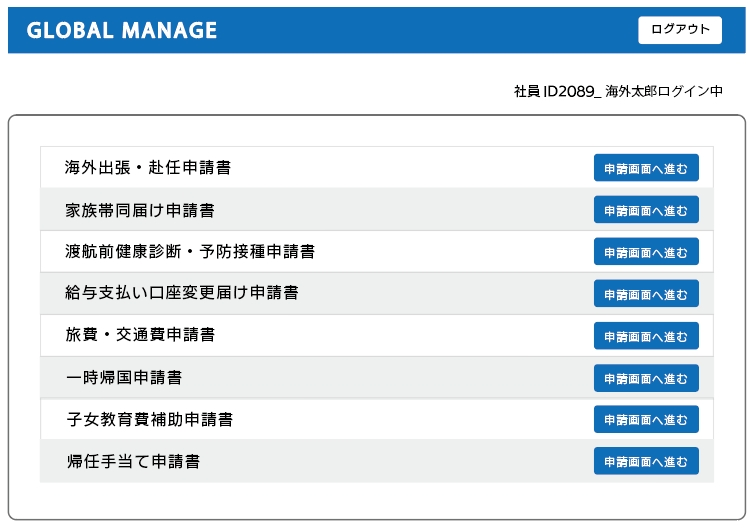 GLOBAL MANAGE ログアウト
社員ID2089_ 海外太郎ログイン中
海外出張・赴任申請書 申請画面へ進む
家族帯同届け申請書 申請画面へ進む
渡航前健康診断・予防接種申請書 申請画面へ進む
給与支払い口座変更届け申請書 申請画面へ進む
旅費・交通費申請書 申請画面へ進む
一時帰国申請書 申請画面へ進む
子女教育費補助申請書 申請画面へ進む
帰任手当て申請書 申請画面へ進む